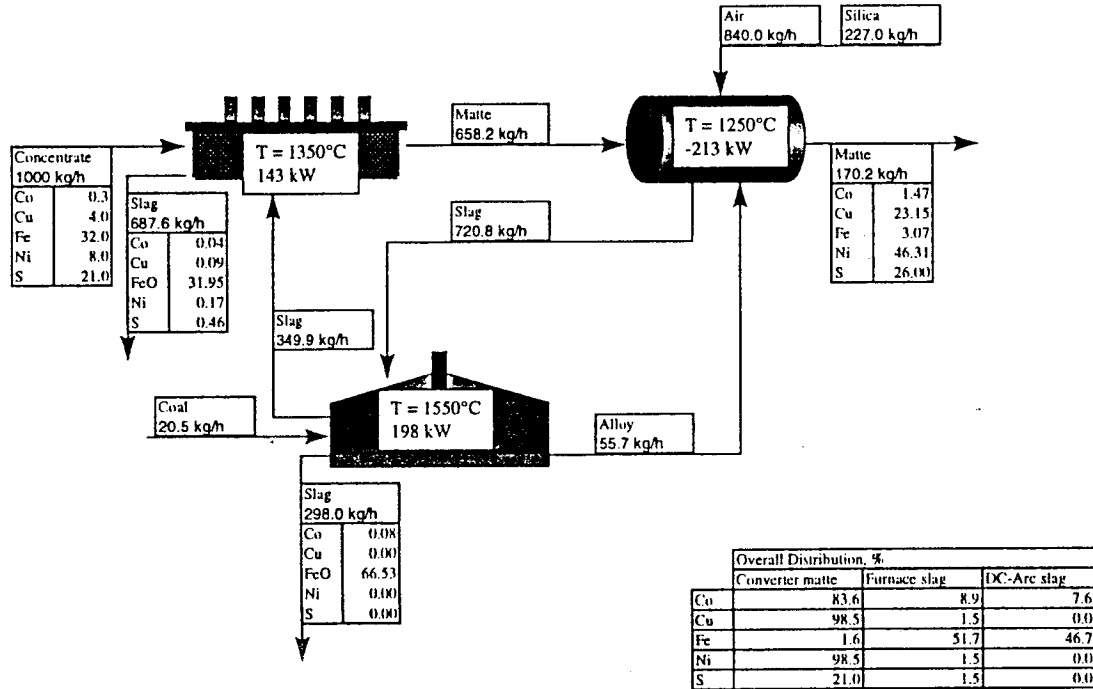 Air
840.0 kg/h
Silica
227.0 kg/h
T = 1350°C
143 kW
Matte
658.2 kg/h
T = 1250°C
-213 kW
Concentrate
1000 kg/h
Co 0.3
Cu 4.0
Fe 32.0
Ni 8.0
S 21.0
Slag
687.6 kg/h
Co 0.04
Cu 0.09
FeO 31.95
Ni 0.17
S 0.46
Slag
720.8 kg/h
Matte
170.2 kg/h
Co 1.47
Cu 23.15
Fe 3.07
Ni 46.31
S 26.00
Slag
349.9 kg/h
Coal
20.5 kg/h
T = 1550°C
198 kW
Alloy
55.7 kg/h
Slag
298.0 kg/h
Co 0.08
Cu 0.00
FeO 66.53
Ni 0.00
S 0.00
Overall Distribution, %
Converter matte Furnace slag DC-Arc slag
Co 83.6 8.9 7.6
Cu 98.5 1.5 0.0
Fe 1.6 51.7 46.7
Ni 98.5 1.5 0.0
S 21.0 1.5 0.0